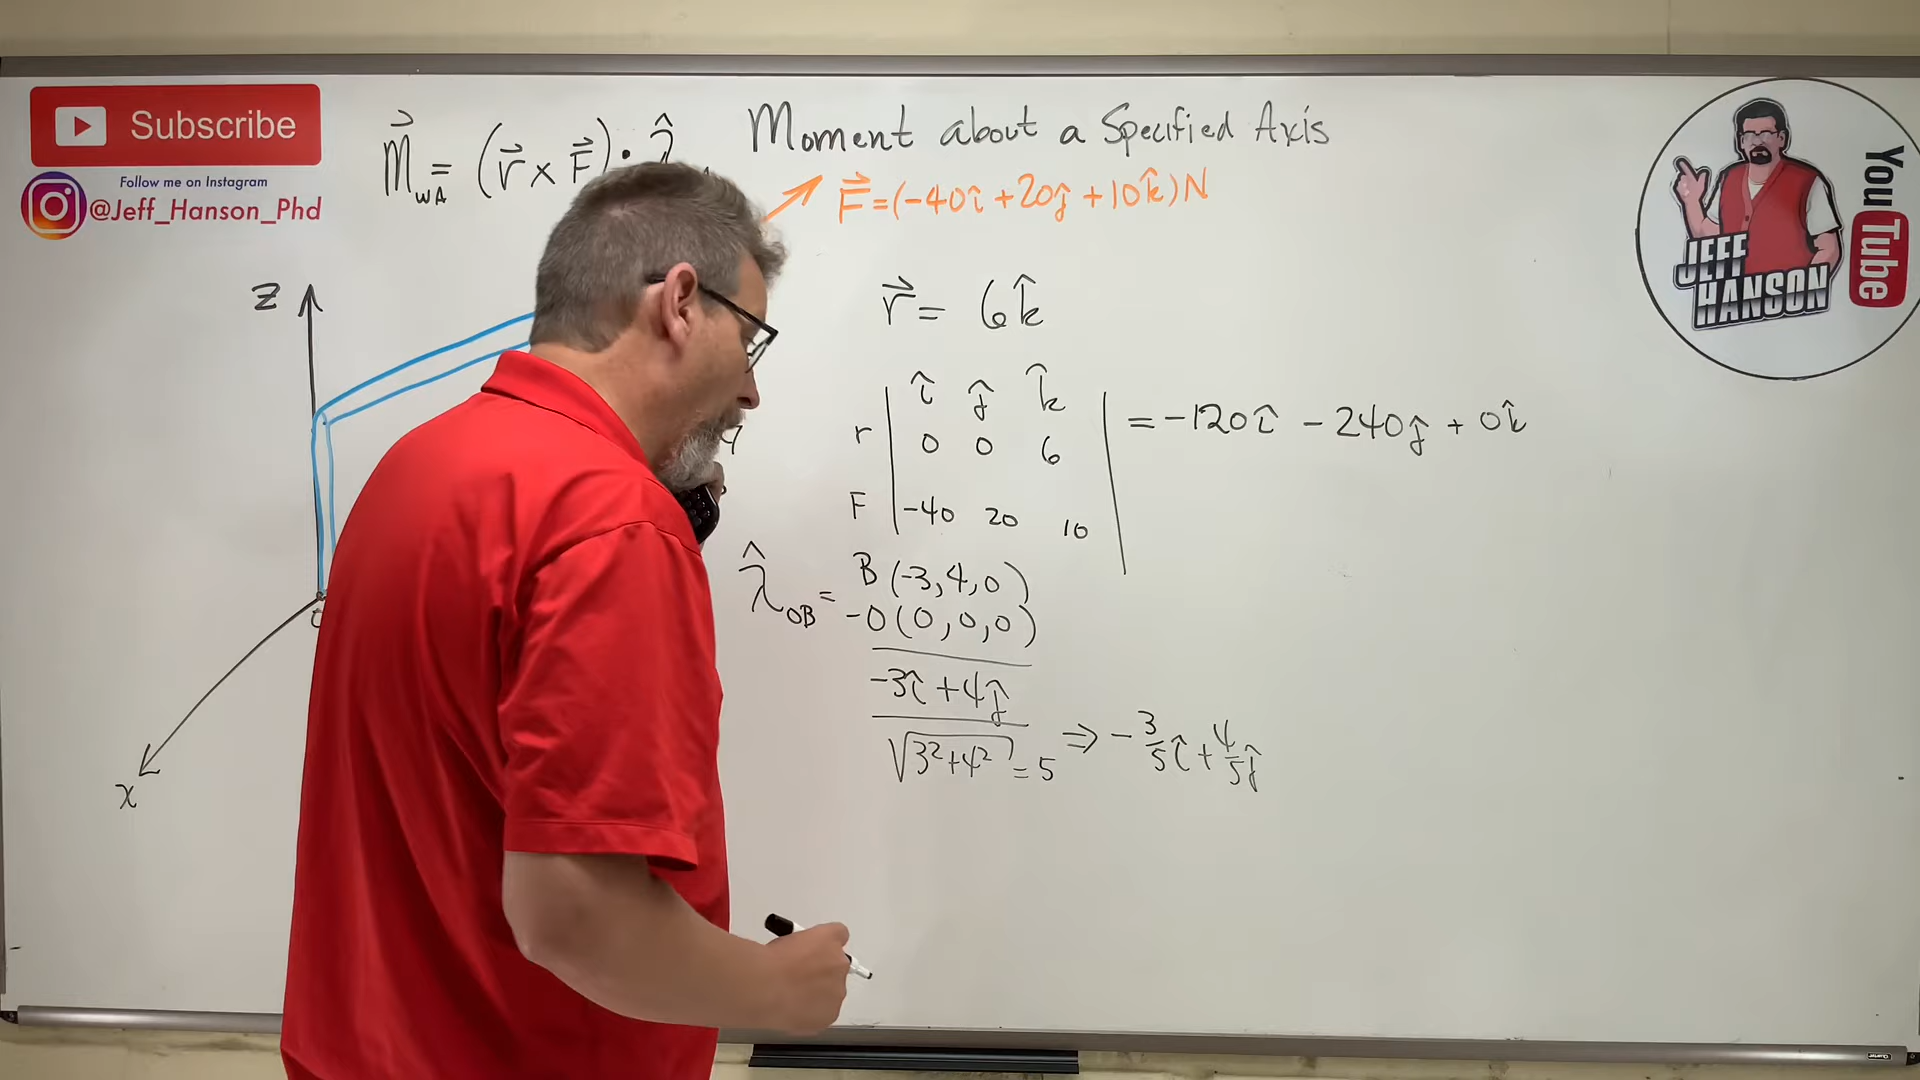 Subscribe
Follow me on Instagram
@Jeff_Hanson_Phd
M⃗_WA = (r⃗ × F⃗) · λ̂
Moment about a Specified Axis
F⃗ = (-40î + 20ĵ + 10k̂) N
JEFF HANSON
YouTube
Z
x
r⃗ = 6k̂
î ĵ k̂
r 0 0 6
F -40 20 10
= -120î - 240ĵ + 0k̂
λ̂_OB = B (-3, 4, 0)
-O (0, 0, 0)
-3î + 4ĵ
√3² + 4² = 5 ⇒ - 3/5 î + 4/5 ĵ